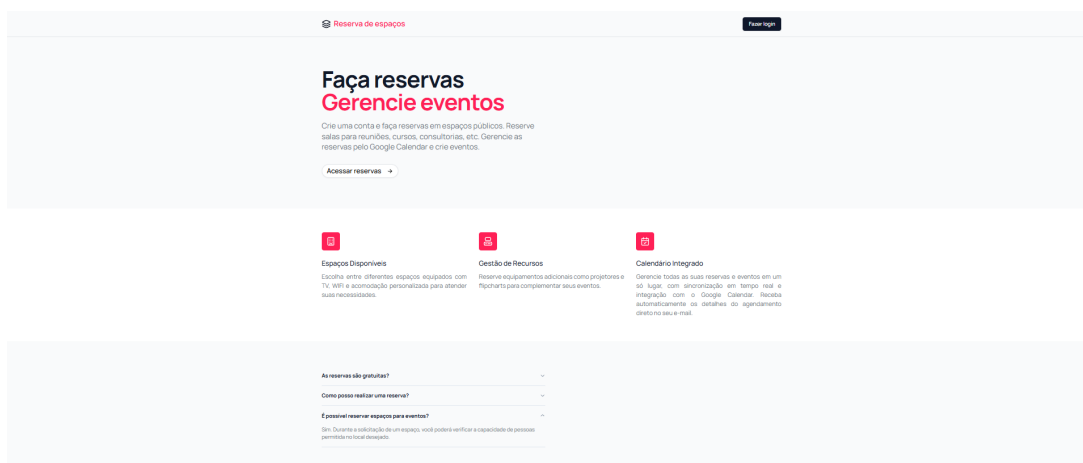 Reserva de espaços
Fazer login
Faça reservas
Gerencie eventos
Crie uma conta e faça reservas em espaços públicos. Reserve
salas para reuniões, cursos, consultorias, etc. Gerencie as
reservas pelo Google Calendar e crie eventos.
Acessar reservas
Espaços Disponíveis
Escolha entre diferentes espaços equipados com
TV, WIFI e acomodação personalizada para atender
suas necessidades.
Gestão de Recursos
Reserve equipamentos adicionais como projetores e
flipcharts para complementar seus eventos.
Calendário Integrado
Gerencie todas as suas reservas e eventos em um
só lugar, com sincronização em tempo real e
integração com o Google Calendar. Receba
automaticamente os detalhes do agendamento
direto no seu e-mail.
As reservas são gratuitas?
Como posso realizar uma reserva?
É possível reservar espaços para eventos?
Sim. Durante a solicitação de um espaço, você poderá verificar a capacidade de pessoas
permitida no local desejado.